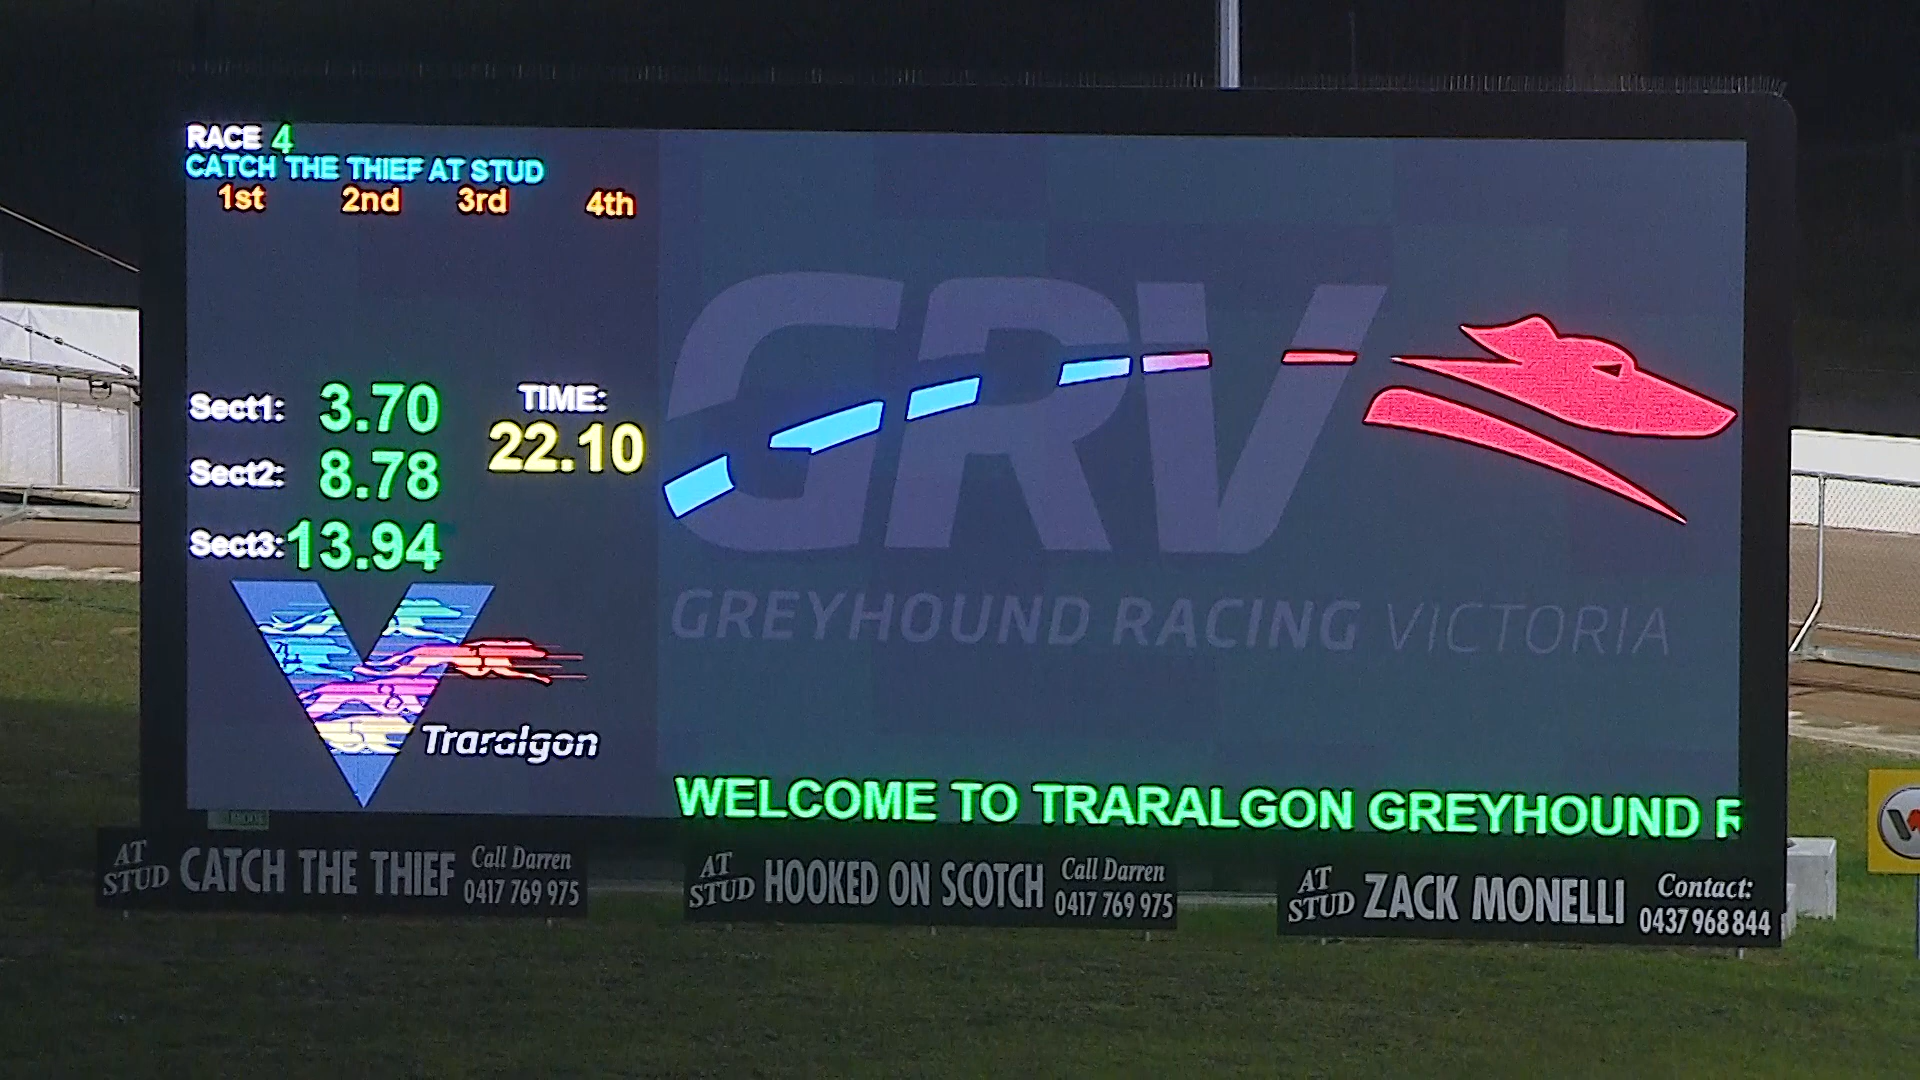 RACE 4
CATCH THE THIEF AT STUD
1st 2nd 3rd 4th
Sect1: 3.70
Sect2: 8.78
Sect3: 13.94
TIME:
22.10
Traralgon
GRV
GREYHOUND RACING VICTORIA
WELCOME TO TRARALGON GREYHOUND R
AT STUD CATCH THE THIEF Call Darren 0417 769 975
AT STUD HOOKED ON SCOTCH Call Darren 0417 769 975
AT STUD ZACK MONELLI Contact: 0437 968 844